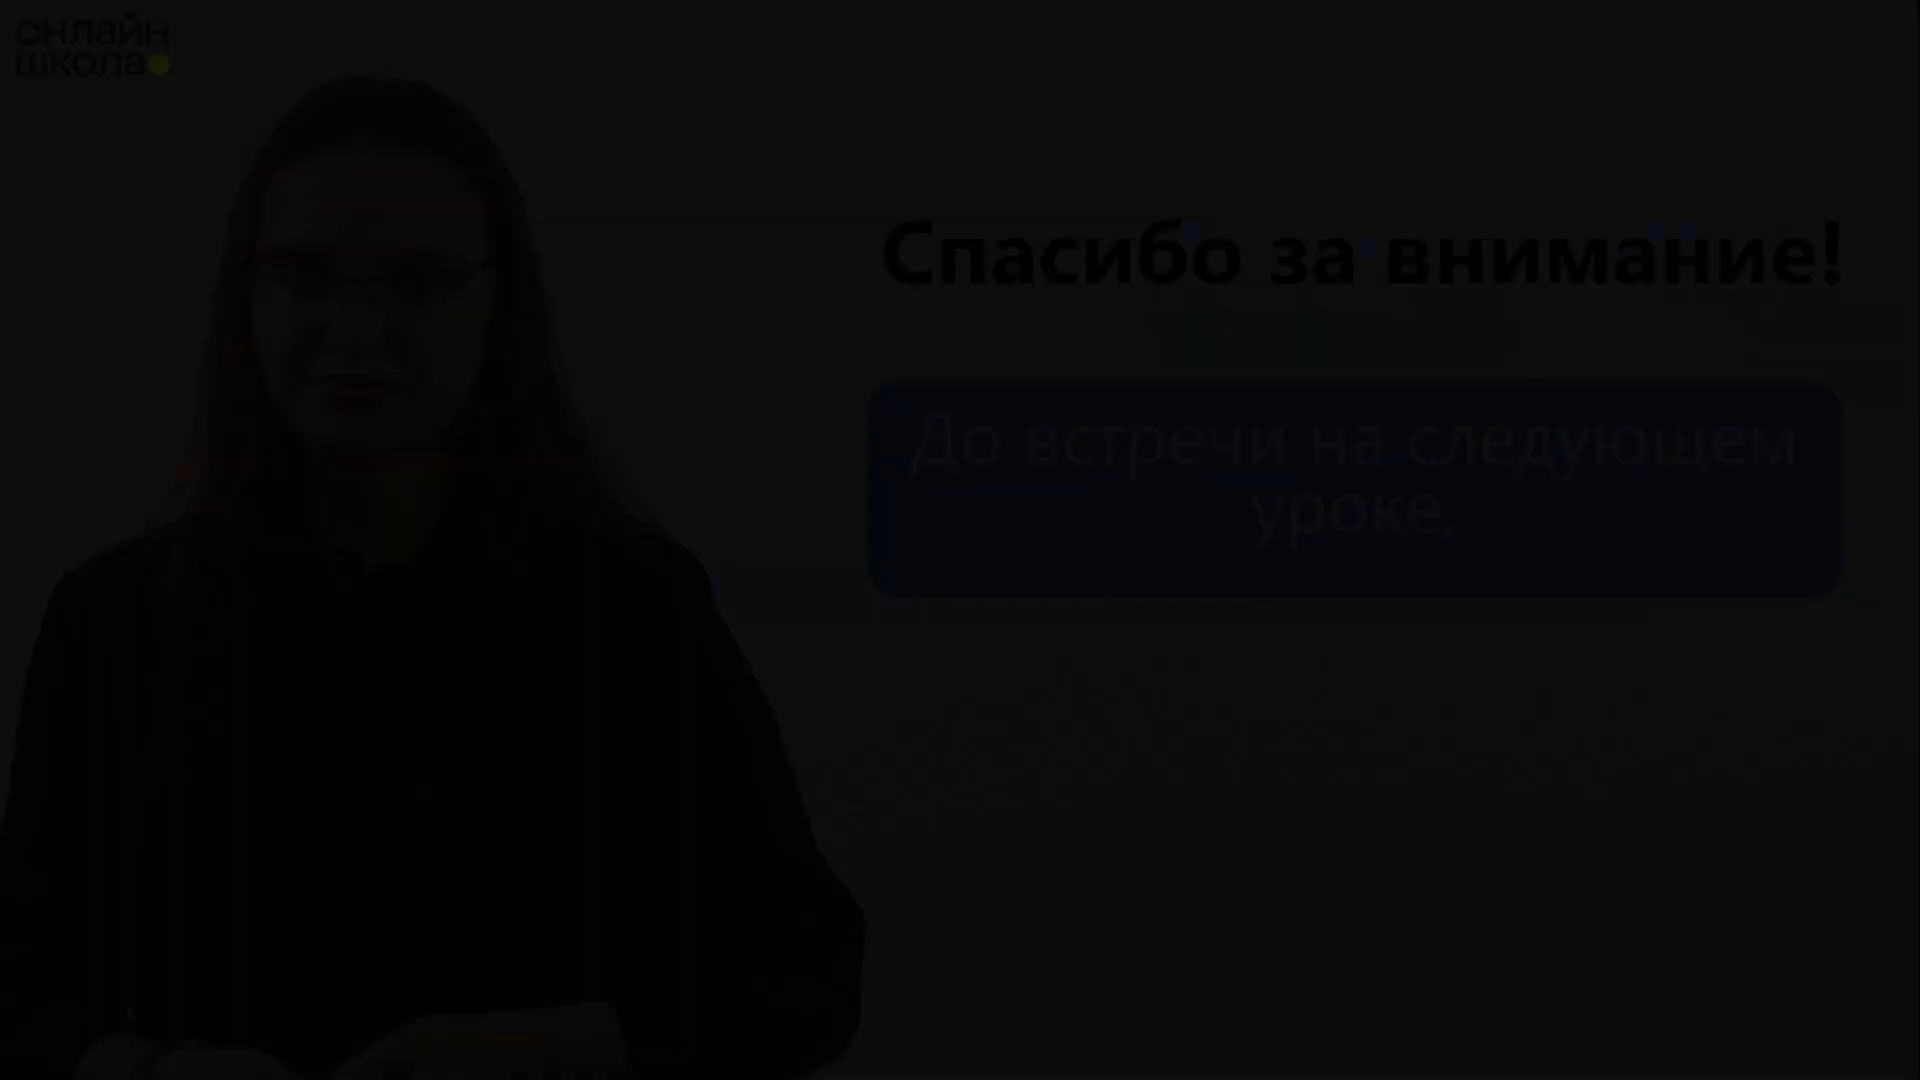 онлайн
школа
Спасибо за внимание!
До встречи на следующем
уроке,